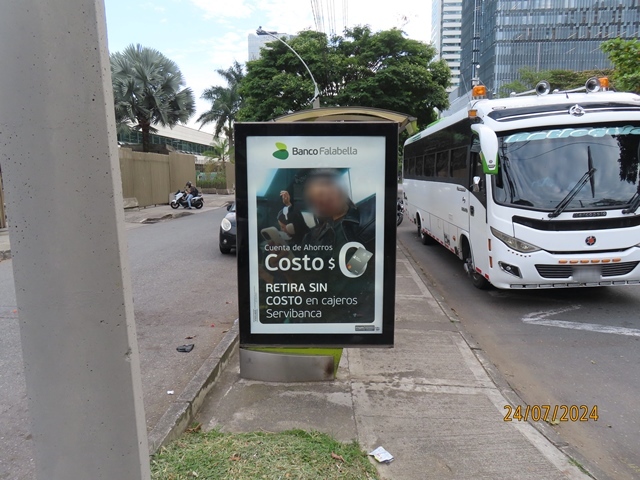 Banco Falabella
Cuenta de Ahorros
Costo $0
RETIRA SIN
COSTO en cajeros
Servibanca
24/07/2024